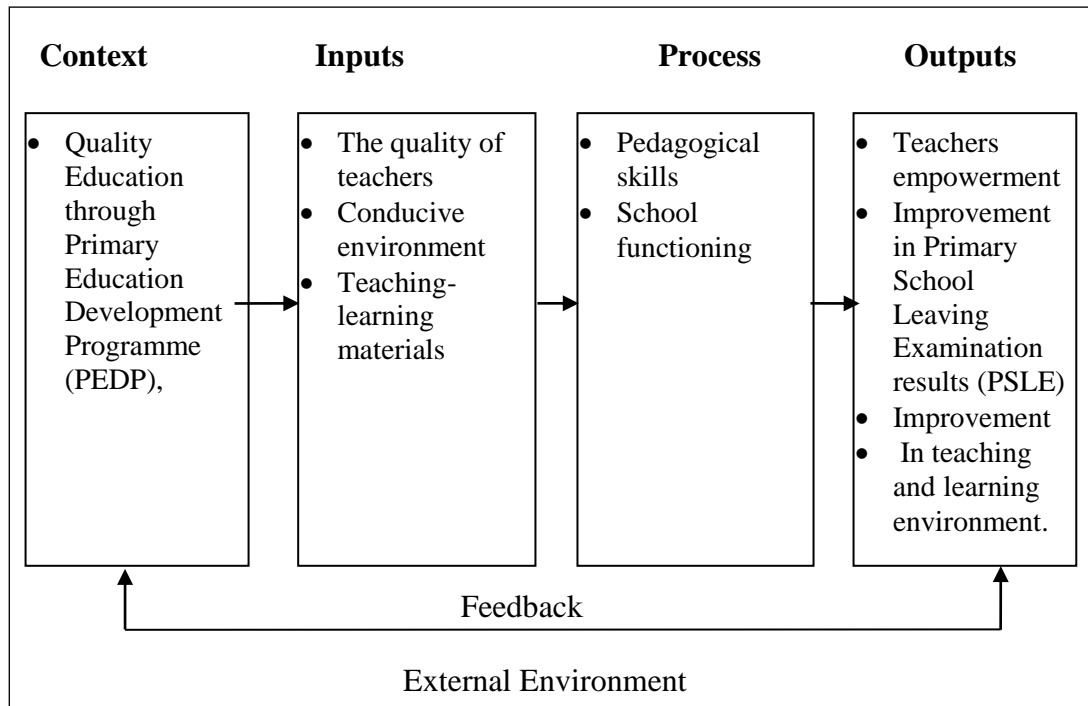 Context Inputs Process Outputs
• Quality
Education
through
Primary
Education
Development
Programme
(PEDP),
• The quality of
teachers
• Conducive
environment
• Teaching-
learning
materials
• Pedagogical
skills
• School
functioning
• Teachers
empowerment
• Improvement
in Primary
School
Leaving
Examination
results (PSLE)
• Improvement
• In teaching
and learning
environment.
Feedback
External Environment